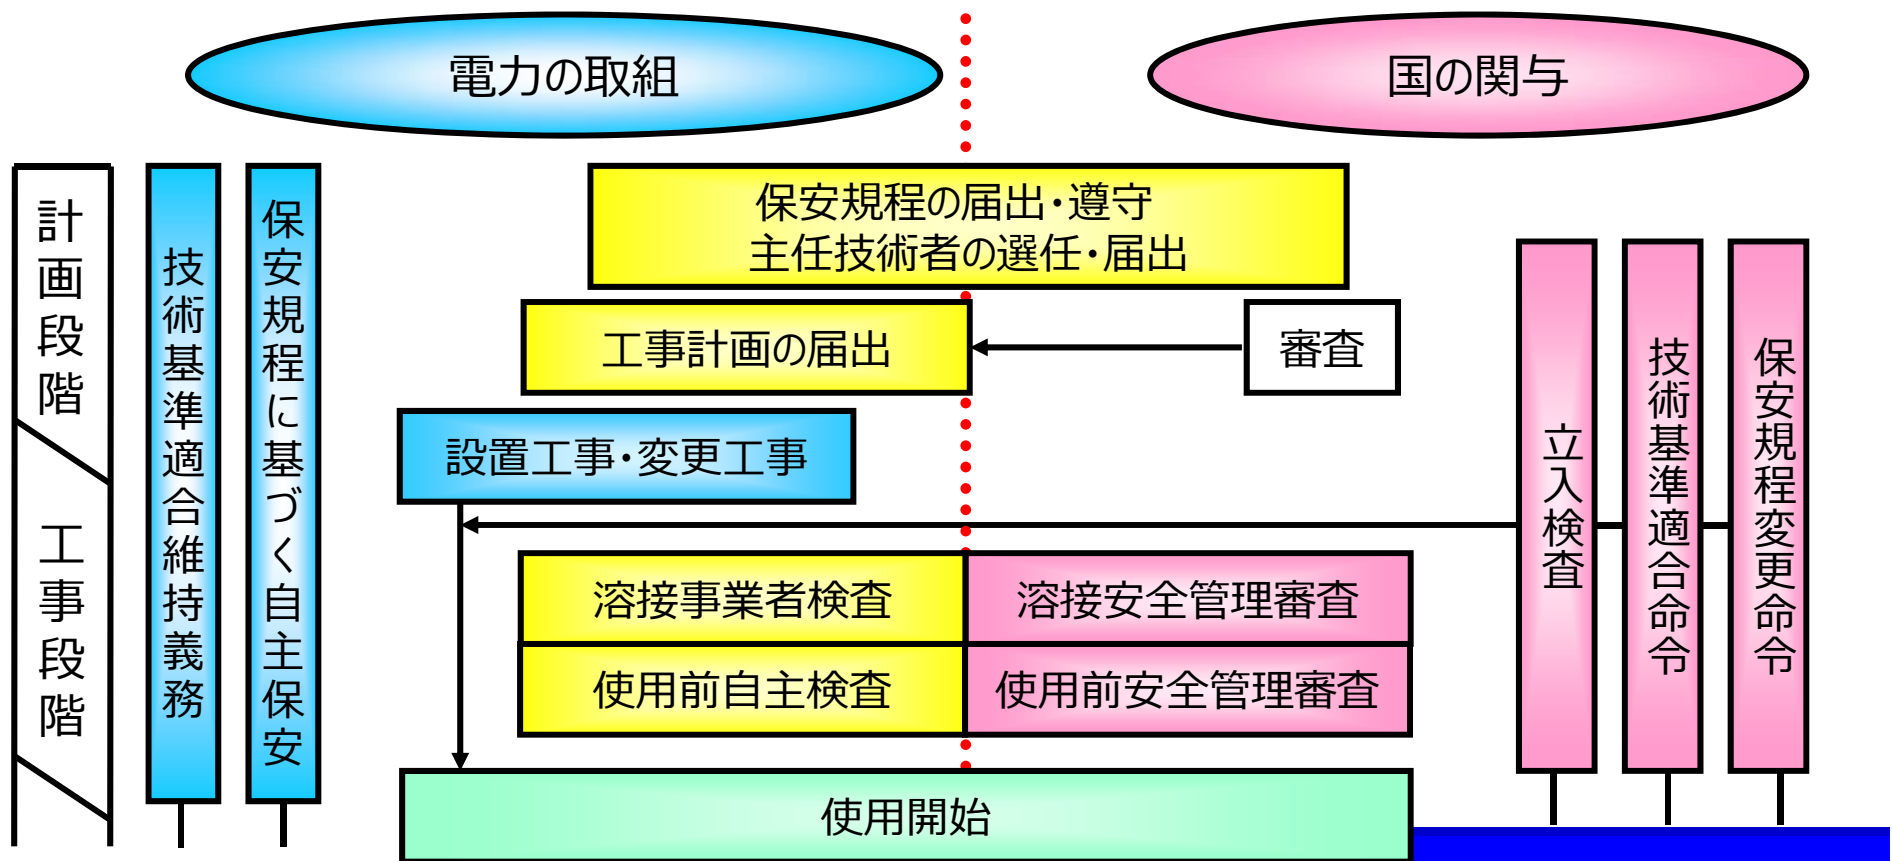 電力の取組
国の関与
計画段階
工事段階
技術基準適合維持義務
保安規程に基づく自主保安
保安規程の届出・遵守
主任技術者の選任・届出
工事計画の届出
審査
設置工事・変更工事
溶接事業者検査
溶接安全管理審査
使用前自主検査
使用前安全管理審査
使用開始
立入検査
技術基準適合命令
保安規程変更命令